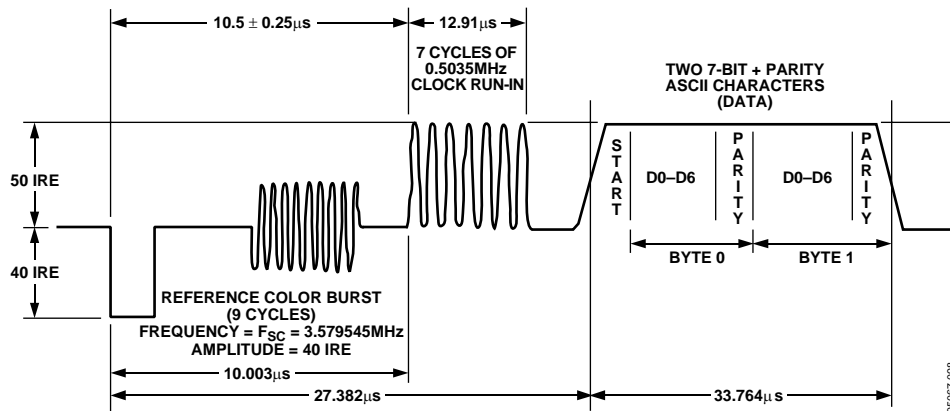 10.5 ± 0.25μs
12.91μs
7 CYCLES OF
0.5035MHz
CLOCK RUN-IN
TWO 7-BIT + PARITY
ASCII CHARACTERS
(DATA)
50 IRE
40 IRE
START
D0–D6
PARITY
D0–D6
PARITY
BYTE 0
BYTE 1
REFERENCE COLOR BURST
(9 CYCLES)
FREQUENCY = FSC = 3.579545MHz
AMPLITUDE = 40 IRE
10.003μs
27.382μs
33.764μs